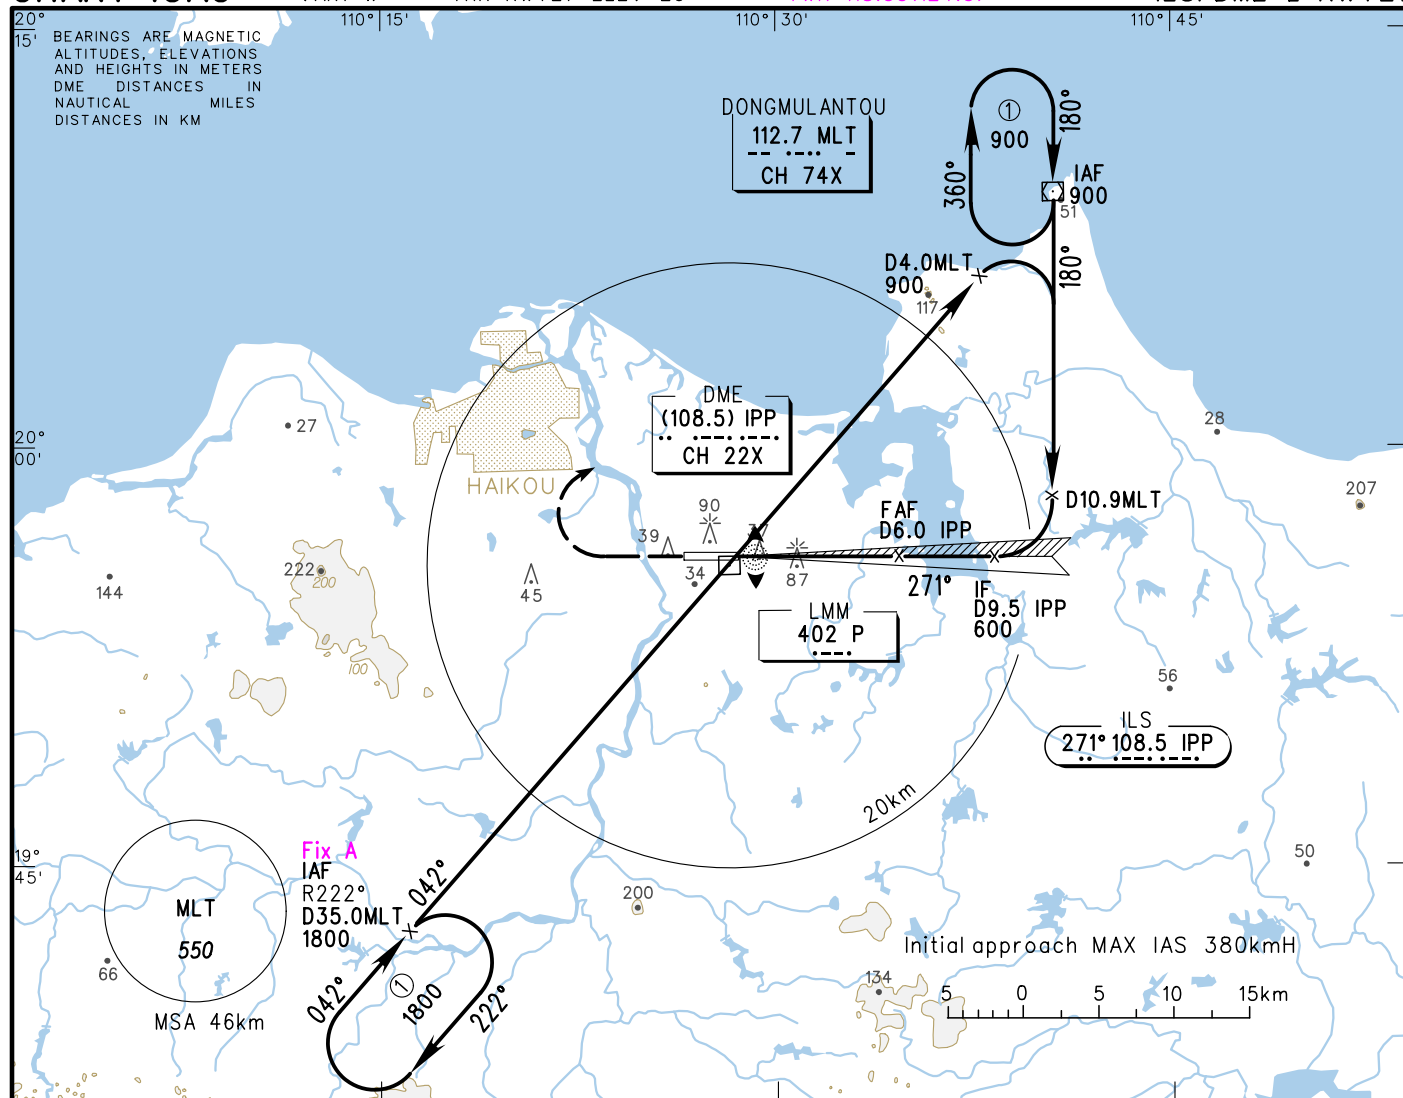 20°
15'
110° 15'
110° 30'
110° 45'
BEARINGS ARE MAGNETIC
ALTITUDES, ELEVATIONS
AND HEIGHTS IN METERS
DME DISTANCES IN
NAUTICAL MILES
DISTANCES IN KM
DONGMULANTOU
112.7 MLT
CH 74X
1
900
180°
360°
IAF
900
51
180°
D4.0MLT
900
117
DME
(108.5) IPP
CH 22X
27
28
20°
00'
HAIKOU
207
D10.9MLT
90
39
FAF
D6.0 IPP
222
200
144
45
34
87
271°
IF
D9.5 IPP
600
LMM
402 P
100
56
ILS
271° 108.5 IPP
20km
19°
45'
Fix A
IAF
R222°
D35.0MLT
1800
042°
50
MLT
550
200
66
MSA 46km
042°
1
1800
222°
Initial approach MAX IAS 380kmH
134
5 0 5 10 15km